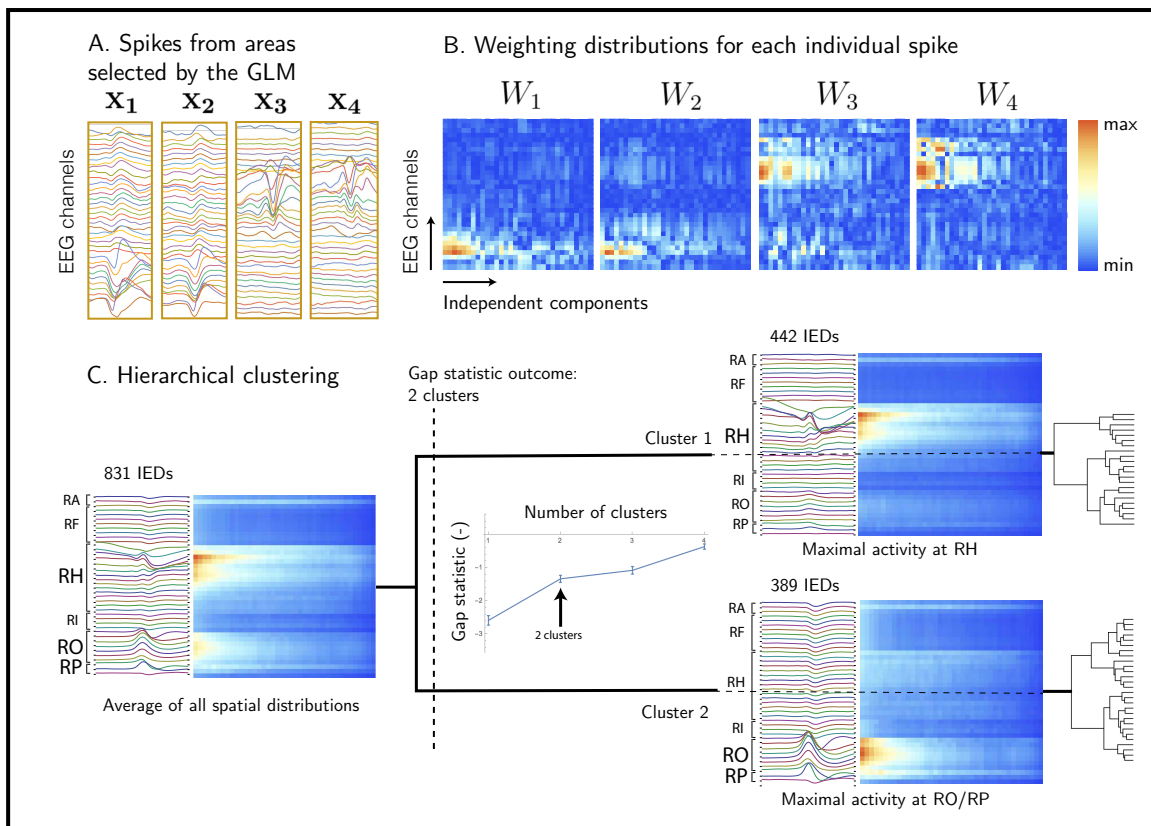 A. Spikes from areas
selected by the GLM
x₁ x₂ x₃ x₄
EEG channels
B. Weighting distributions for each individual spike
W₁ W₂ W₃ W₄
EEG channels
Independent components
max
min
C. Hierarchical clustering
Gap statistic outcome:
2 clusters
831 IEDs
RA
RF
RH
RI
RO
RP
Average of all spatial distributions
Number of clusters
1 2 3 4
Gap statistic (-)
-1
-2
-3
2 clusters
Cluster 1
442 IEDs
RA
RF
RH
RI
RO
RP
Maximal activity at RH
Cluster 2
389 IEDs
RA
RF
RH
RI
RO
RP
Maximal activity at RO/RP